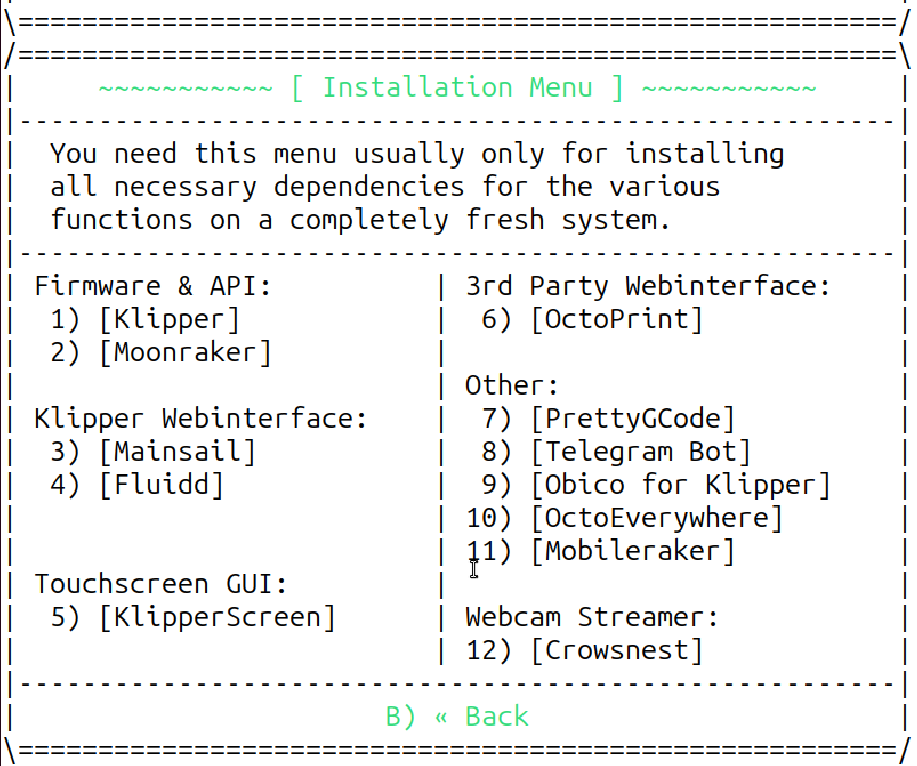 \=======================================================/
/=======================================================\
|     ~~~~~~~~~~~ [ Installation Menu ] ~~~~~~~~~~~     |
|-------------------------------------------------------|
|  You need this menu usually only for installing       |
|  all necessary dependencies for the various           |
|  functions on a completely fresh system.              |
|-------------------------------------------------------|
| Firmware & API:          | 3rd Party Webinterface:    |
|  1) [Klipper]            |  6) [OctoPrint]            |
|  2) [Moonraker]          |                            |
|                          | Other:                     |
| Klipper Webinterface:    |  7) [PrettyGCode]          |
|  3) [Mainsail]           |  8) [Telegram Bot]         |
|  4) [Fluidd]             |  9) [Obico for Klipper]    |
|                          | 10) [OctoEverywhere]       |
|                          | 11) [Mobileraker]          |
| Touchscreen GUI:         |                            |
|  5) [KlipperScreen]      | Webcam Streamer:           |
|                          | 12) [Crowsnest]            |
|-------------------------------------------------------|
|                       B) « Back                       |
\=======================================================/